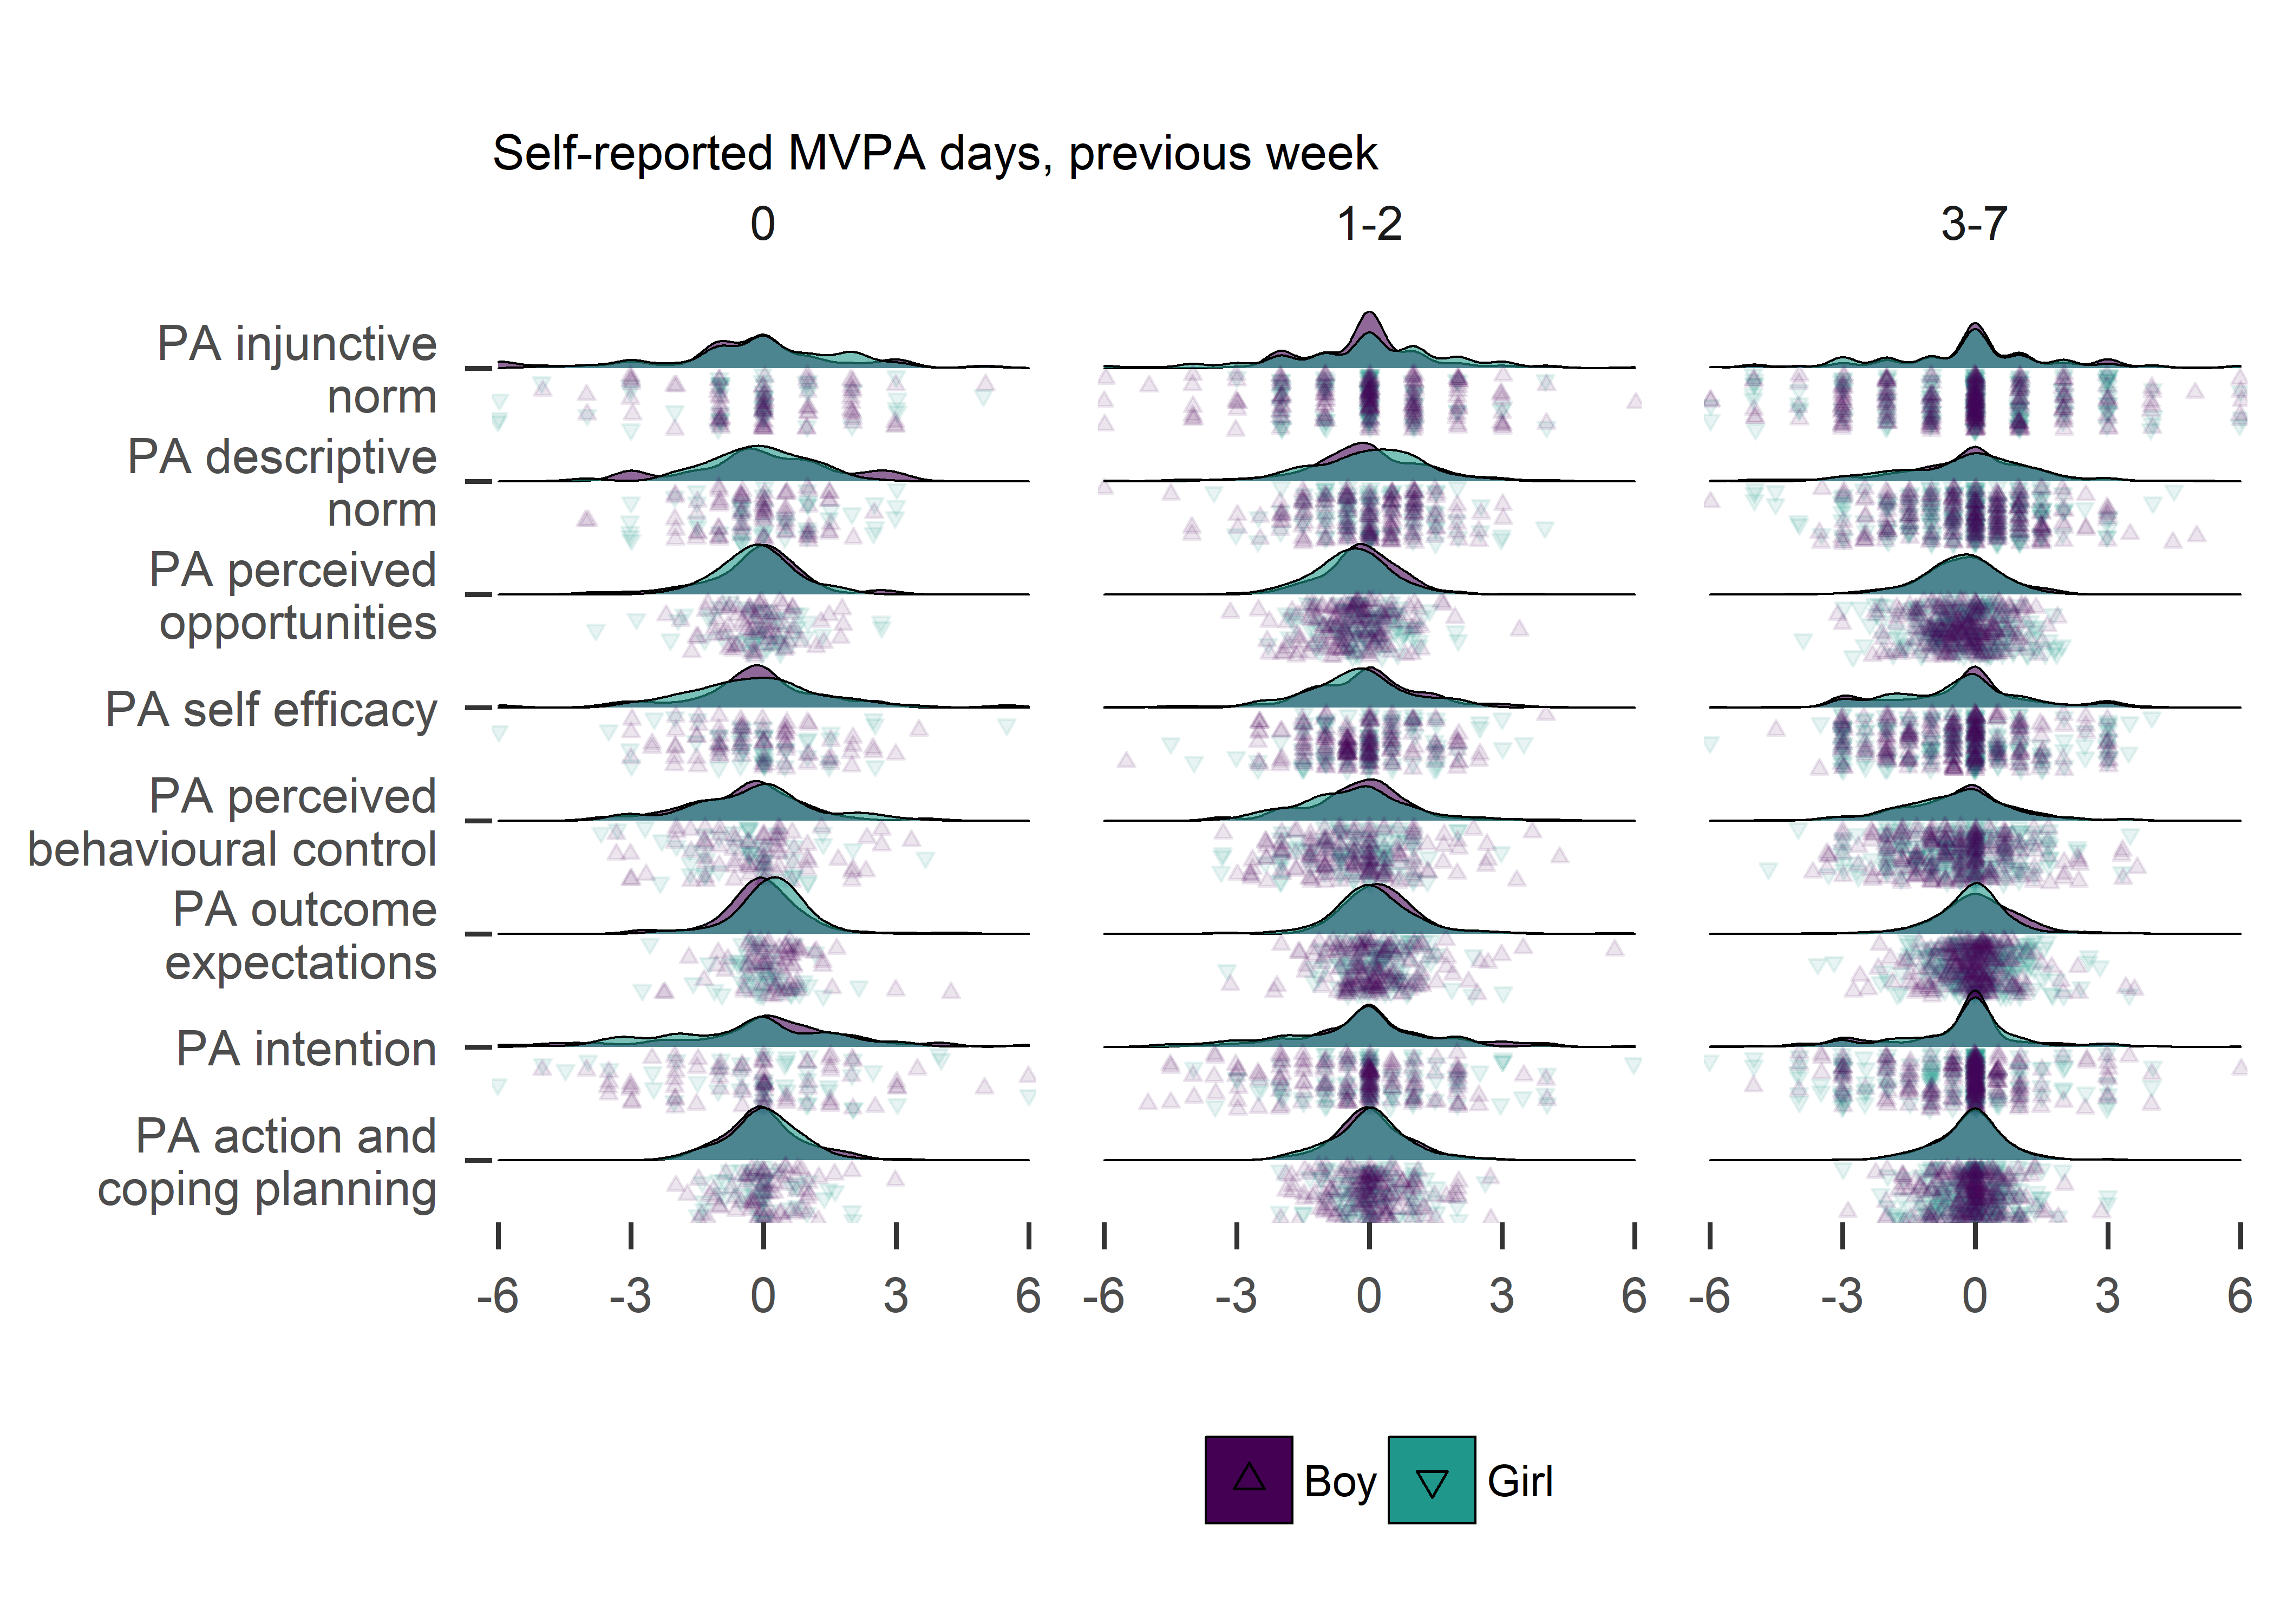 Self-reported MVPA days, previous week
0 1-2 3-7
PA injunctive
norm
PA descriptive
norm
PA perceived
opportunities
PA self efficacy
PA perceived
behavioural control
PA outcome
expectations
PA intention
PA action and
coping planning
-6 -3 0 3 6 -6 -3 0 3 6 -6 -3 0 3 6
Boy Girl